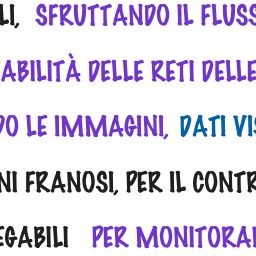 LI, SFRUTTANDO IL FLUSS
ABILITÀ DELLE RETI DELLE
DO LE IMMAGINI, DATI VIS
NI FRANOSI, PER IL CONTR
EGABILI PER MONITORAR